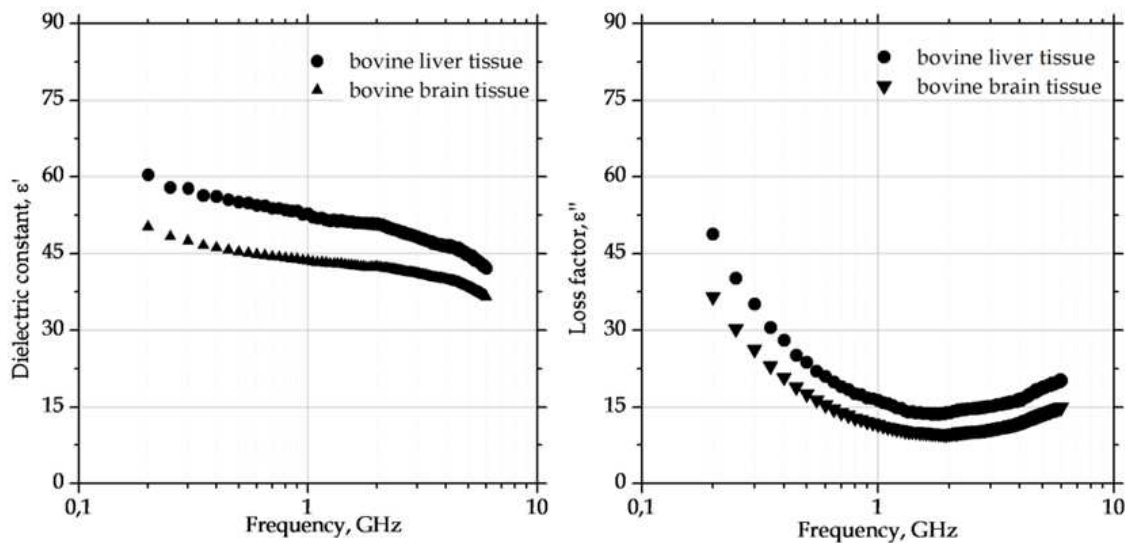 90
75
60
45
30
15
0
Dielectric constant, ε'
bovine liver tissue
bovine brain tissue
0,1
1
10
Frequency, GHz
90
75
60
45
30
15
0
Loss factor, ε''
bovine liver tissue
bovine brain tissue
0,1
1
10
Frequency, GHz